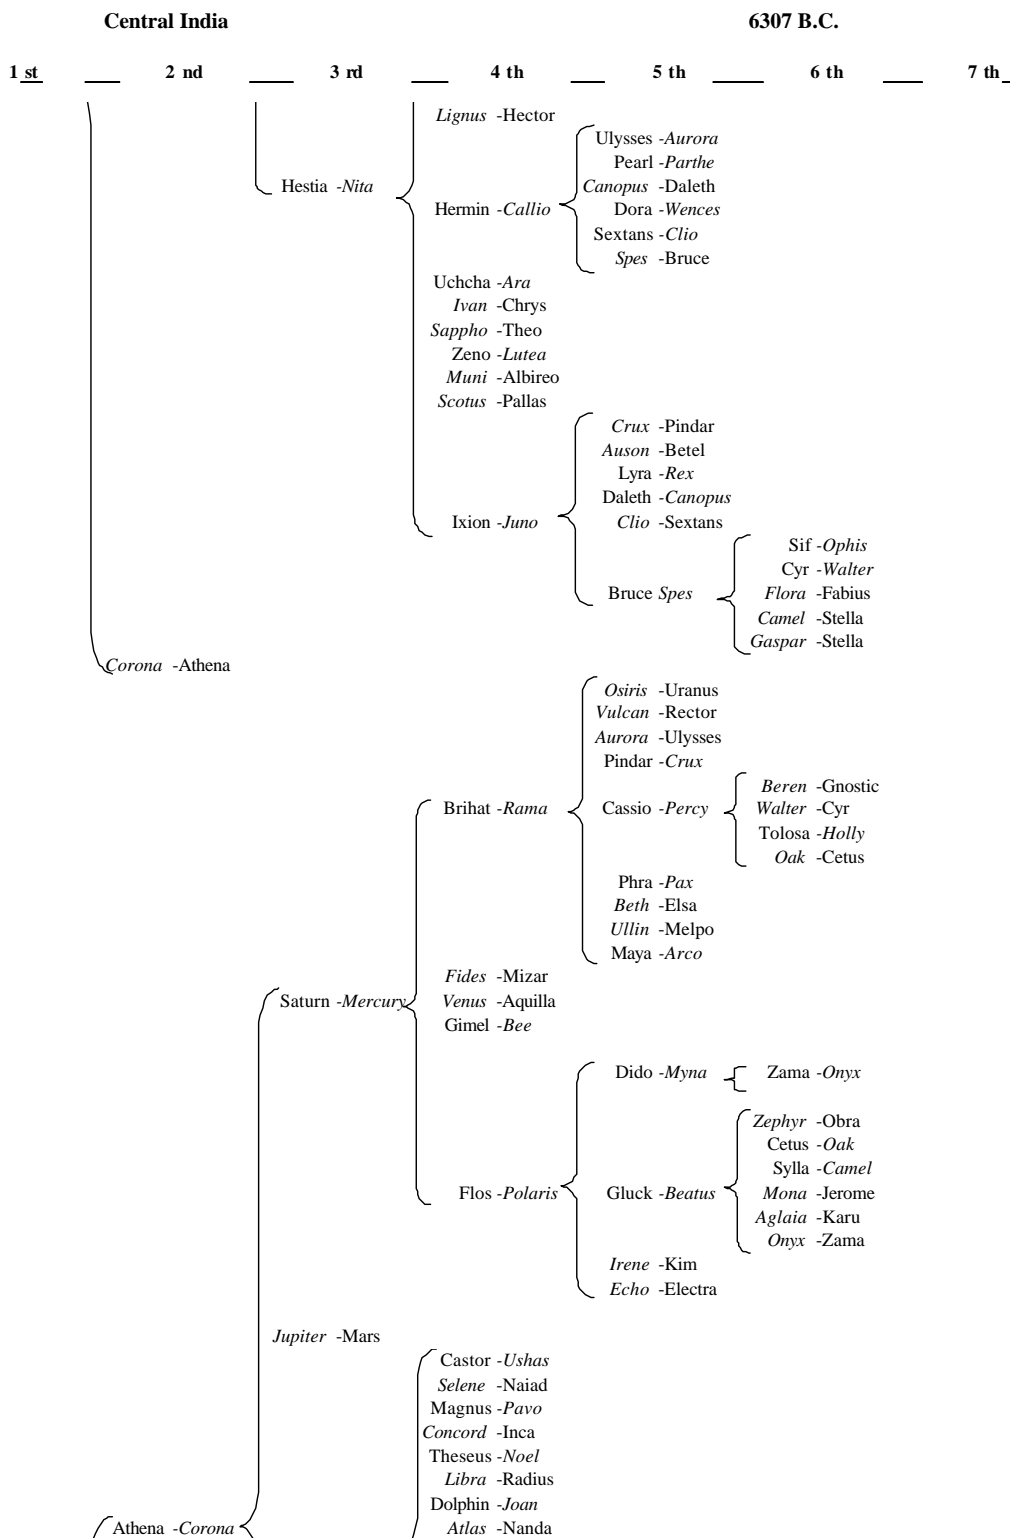 Central India 6307 B.C.
1 st 2 nd 3 rd 4 th 5 th 6 th 7 th
Lignus -Hector
Ulysses -Aurora
Pearl -Parthe
Hestia -Nita Canopus -Daleth
Hermin -Callio Dora -Wences
Sextans -Clio
Spes -Bruce
Uchcha -Ara
Ivan -Chrys
Sappho -Theo
Zeno -Lutea
Muni -Albireo
Scotus -Pallas
Crux -Pindar
Auson -Betel
Lyra -Rex
Daleth -Canopus
Ixion -Juno Clio -Sextans
Sif -Ophis
Cyr -Walter
Bruce Spes Flora -Fabius
Camel -Stella
Gaspar -Stella
Corona -Athena
Osiris -Uranus
Vulcan -Rector
Aurora -Ulysses
Pindar -Crux
Beren -Gnostic
Brihat -Rama Cassio -Percy Walter -Cyr
Tolosa -Holly
Oak -Cetus
Phra -Pax
Beth -Elsa
Ullin -Melpo
Maya -Arco
Fides -Mizar
Saturn -Mercury Venus -Aquilla
Gimel -Bee
Dido -Myna Zama -Onyx
Zephyr -Obra
Cetus -Oak
Sylla -Camel
Flos -Polaris Gluck -Beatus Mona -Jerome
Aglaia -Karu
Onyx -Zama
Irene -Kim
Echo -Electra
Jupiter -Mars
Castor -Ushas
Selene -Naiad
Magnus -Pavo
Concord -Inca
Theseus -Noel
Libra -Radius
Dolphin -Joan
Athena -Corona Atlas -Nanda